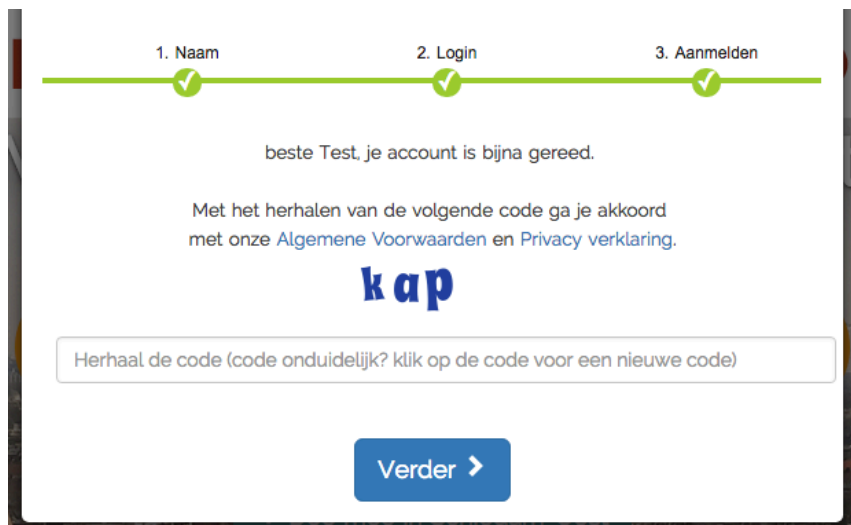 1. Naam
2. Login
3. Aanmelden
beste Test, je account is bijna gereed.
Met het herhalen van de volgende code ga je akkoord
met onze Algemene Voorwaarden en Privacy verklaring.
kap
Herhaal de code (code onduidelijk? klik op de code voor een nieuwe code)
Verder